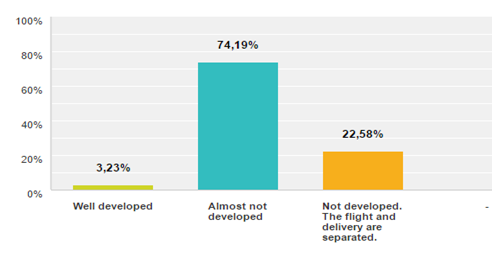 100%
80%
60%
40%
20%
0%
74,19%
22,58%
3,23%
Well developed
Almost not
developed
Not developed.
The flight and
delivery are
separated.
-